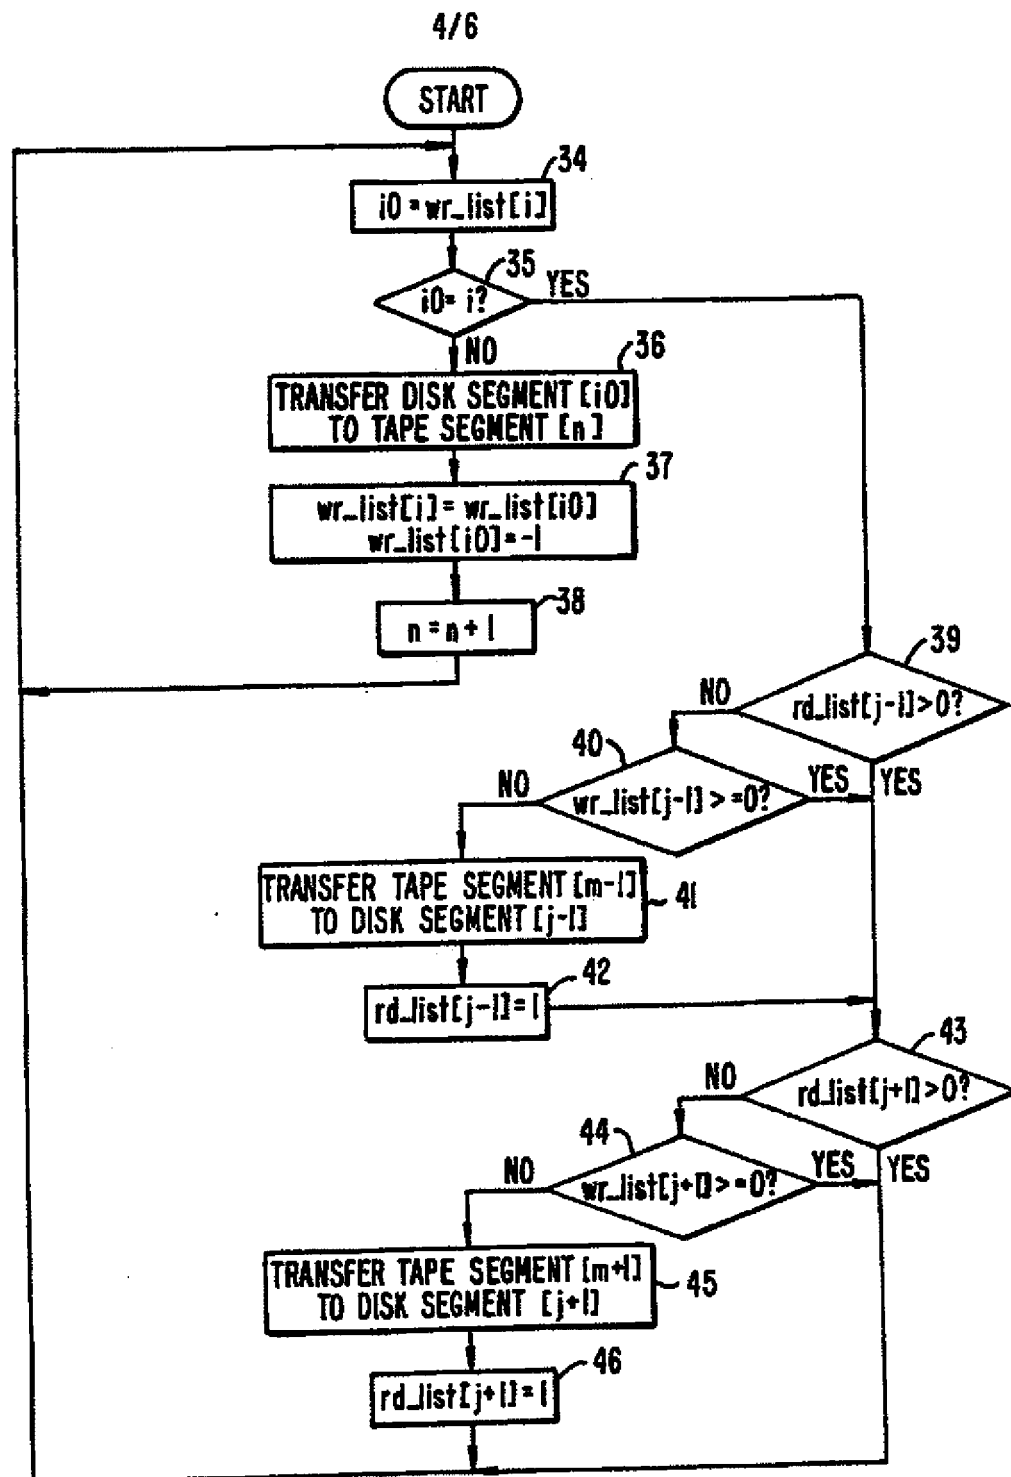 4/6
START
34
i0 = wr_list[i]
35
i0 = i?
YES
NO
36
TRANSFER DISK SEGMENT [i0]
TO TAPE SEGMENT [n]
37
wr_list[i] = wr_list[i0]
wr_list[i0] = -1
38
n = n + 1
39
rd_list[j-1] > 0?
NO
YES
40
wr_list[j-1] > =0?
NO
YES
TRANSFER TAPE SEGMENT [m-1]
TO DISK SEGMENT [j-1]
41
42
rd_list[j-1] = 1
43
rd_list[j+1] > 0?
NO
YES
44
wr_list[j+1] > =0?
NO
YES
TRANSFER TAPE SEGMENT [m+1]
TO DISK SEGMENT [j+1]
45
46
rd_list[j+1] = 1